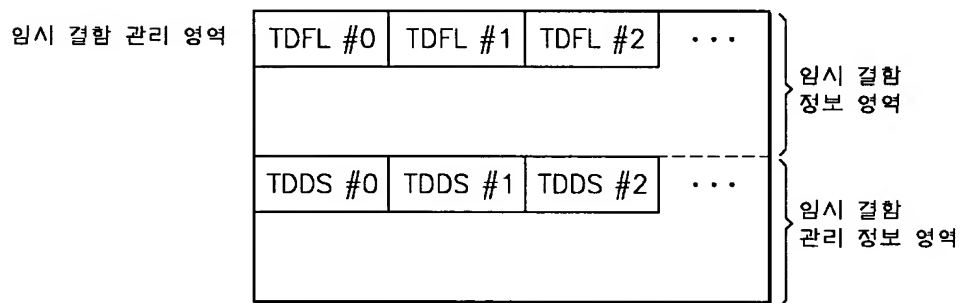 임시 결함 관리 영역
TDFL #0 TDFL #1 TDFL #2 ···
임시 결함
정보 영역
TDDS #0 TDDS #1 TDDS #2 ···
임시 결함
관리 정보 영역